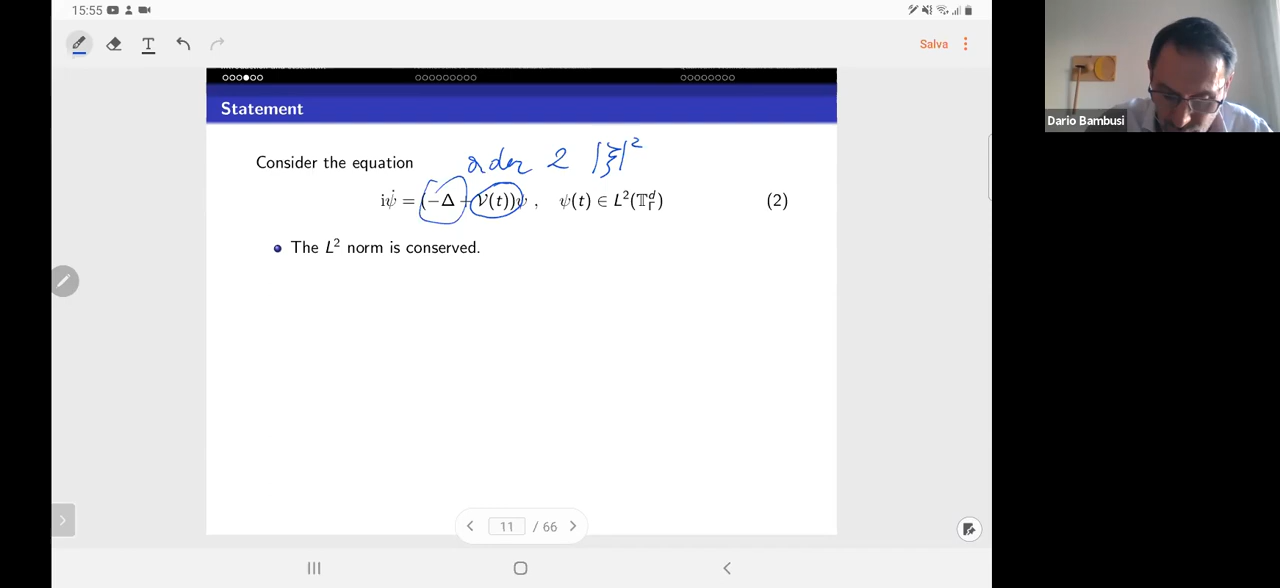 15:55
Salva
Statement
Consider the equation order 2 |ξ|²
iψ̇ = (−Δ + V(t))ψ , ψ(t) ∈ L²(𝕋ᵈ_Γ) (2)
The L² norm is conserved.
11 / 66
Dario Bambusi